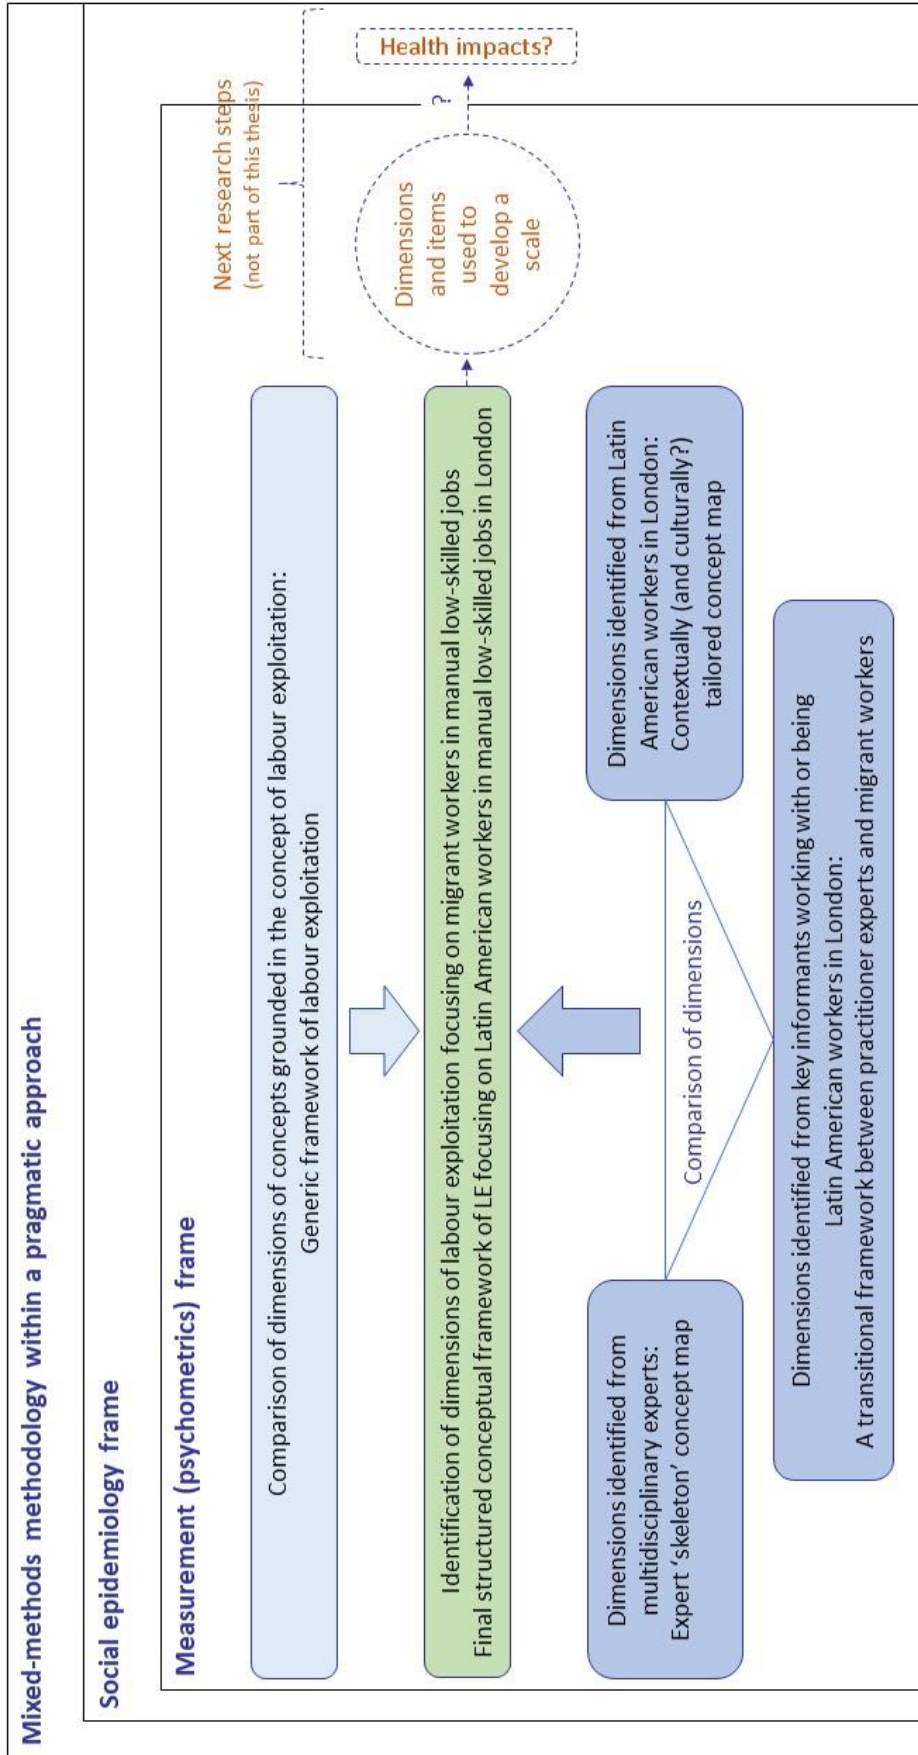 Mixed-methods methodology within a pragmatic approach
Social epidemiology frame
Measurement (psychometrics) frame
Next research steps
(not part of this thesis)
Comparison of dimensions of concepts grounded in the concept of labour exploitation:
Generic framework of labour exploitation
Identification of dimensions of labour exploitation focusing on migrant workers in manual low-skilled jobs
Final structured conceptual framework of LE focusing on Latin American workers in manual low-skilled jobs in London
Dimensions
and items
used to
develop a
scale
?
Health impacts?
Dimensions identified from
multidisciplinary experts:
Expert ‘skeleton’ concept map
Comparison of dimensions
Dimensions identified from Latin
American workers in London:
Contextually (and culturally?)
tailored concept map
Dimensions identified from key informants working with or being
Latin American workers in London:
A transitional framework between practitioner experts and migrant workers